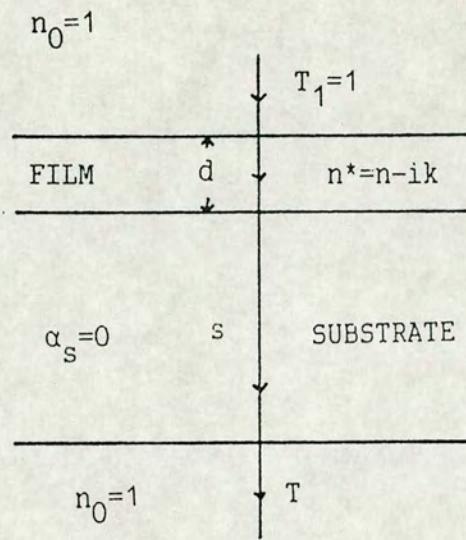 n₀=1
T₁=1
FILM d n*=n-ik
αₛ=0 s SUBSTRATE
n₀=1 T